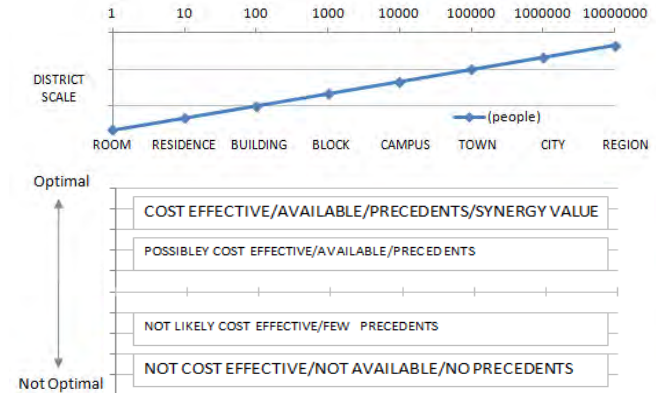 1 10 100 1000 10000 100000 1000000 10000000
DISTRICT
SCALE
(people)
ROOM RESIDENCE BUILDING BLOCK CAMPUS TOWN CITY REGION
Optimal
COST EFFECTIVE/AVAILABLE/PRECEDENTS/SYNERGY VALUE
POSSIBLEY COST EFFECTIVE/AVAILABLE/PRECEDENTS
NOT LIKELY COST EFFECTIVE/FEW PRECEDENTS
NOT COST EFFECTIVE/NOT AVAILABLE/NO PRECEDENTS
Not Optimal